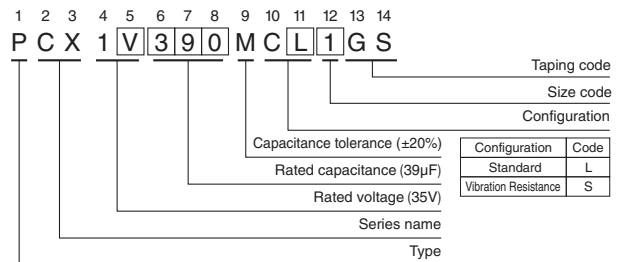 1 2 3 4 5 6 7 8 9 10 11 12 13 14
P C X 1 V 3 9 0 M C L 1 G S
Taping code
Size code
Configuration
Capacitance tolerance (±20%)
Rated capacitance (39μF)
Rated voltage (35V)
Series name
Type
Configuration Code
Standard L
Vibration Resistance S